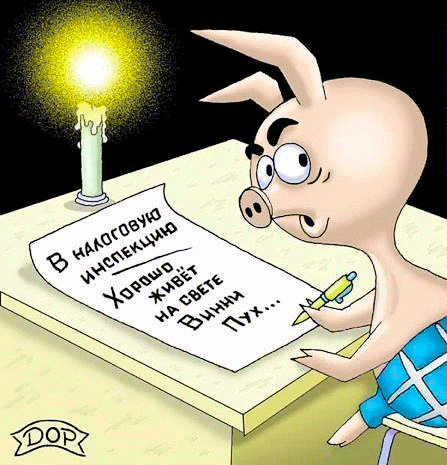 В НАЛОГОВУЮ
ИНСПЕКЦИЮ
ХОРОШО
ЖИВЁТ
НА СВЕТЕ
ВИННИ
ПУХ...
DOP